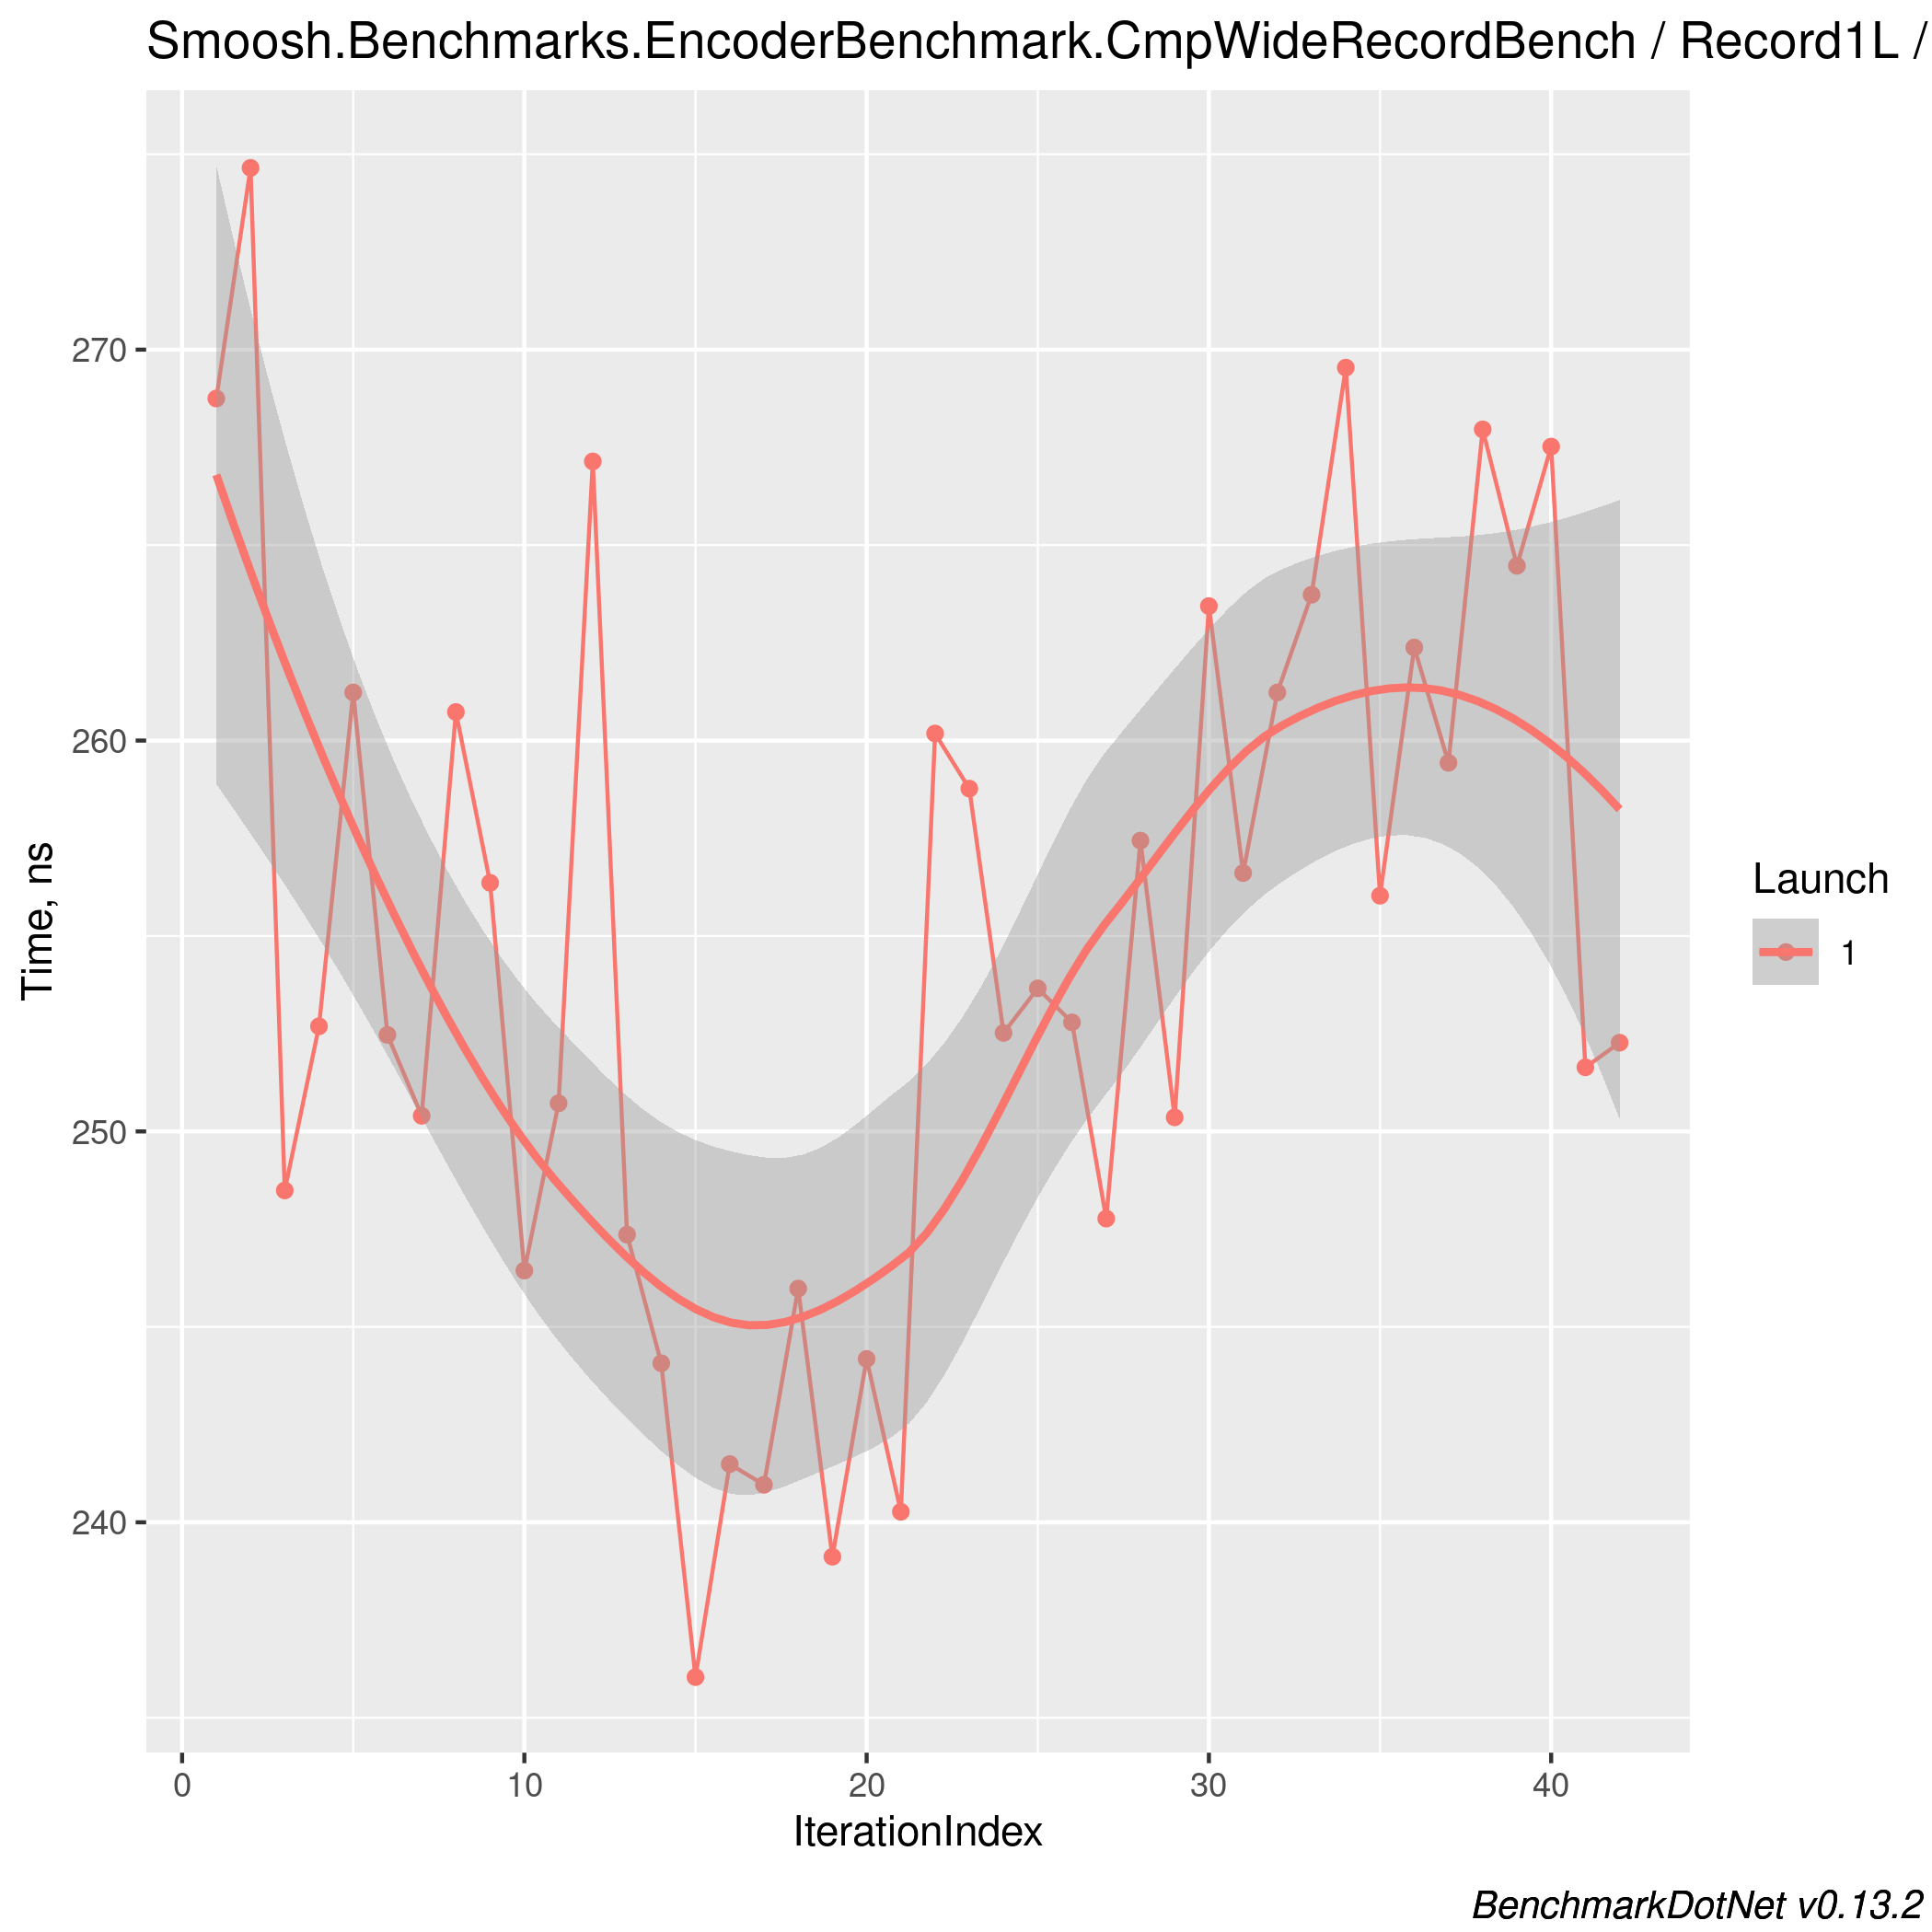 Smoosh.Benchmarks.EncoderBenchmark.CmpWideRecordBench / Record1L /
270
260
250
240
Time, ns
0 10 20 30 40
IterationIndex
Launch
1
BenchmarkDotNet v0.13.2